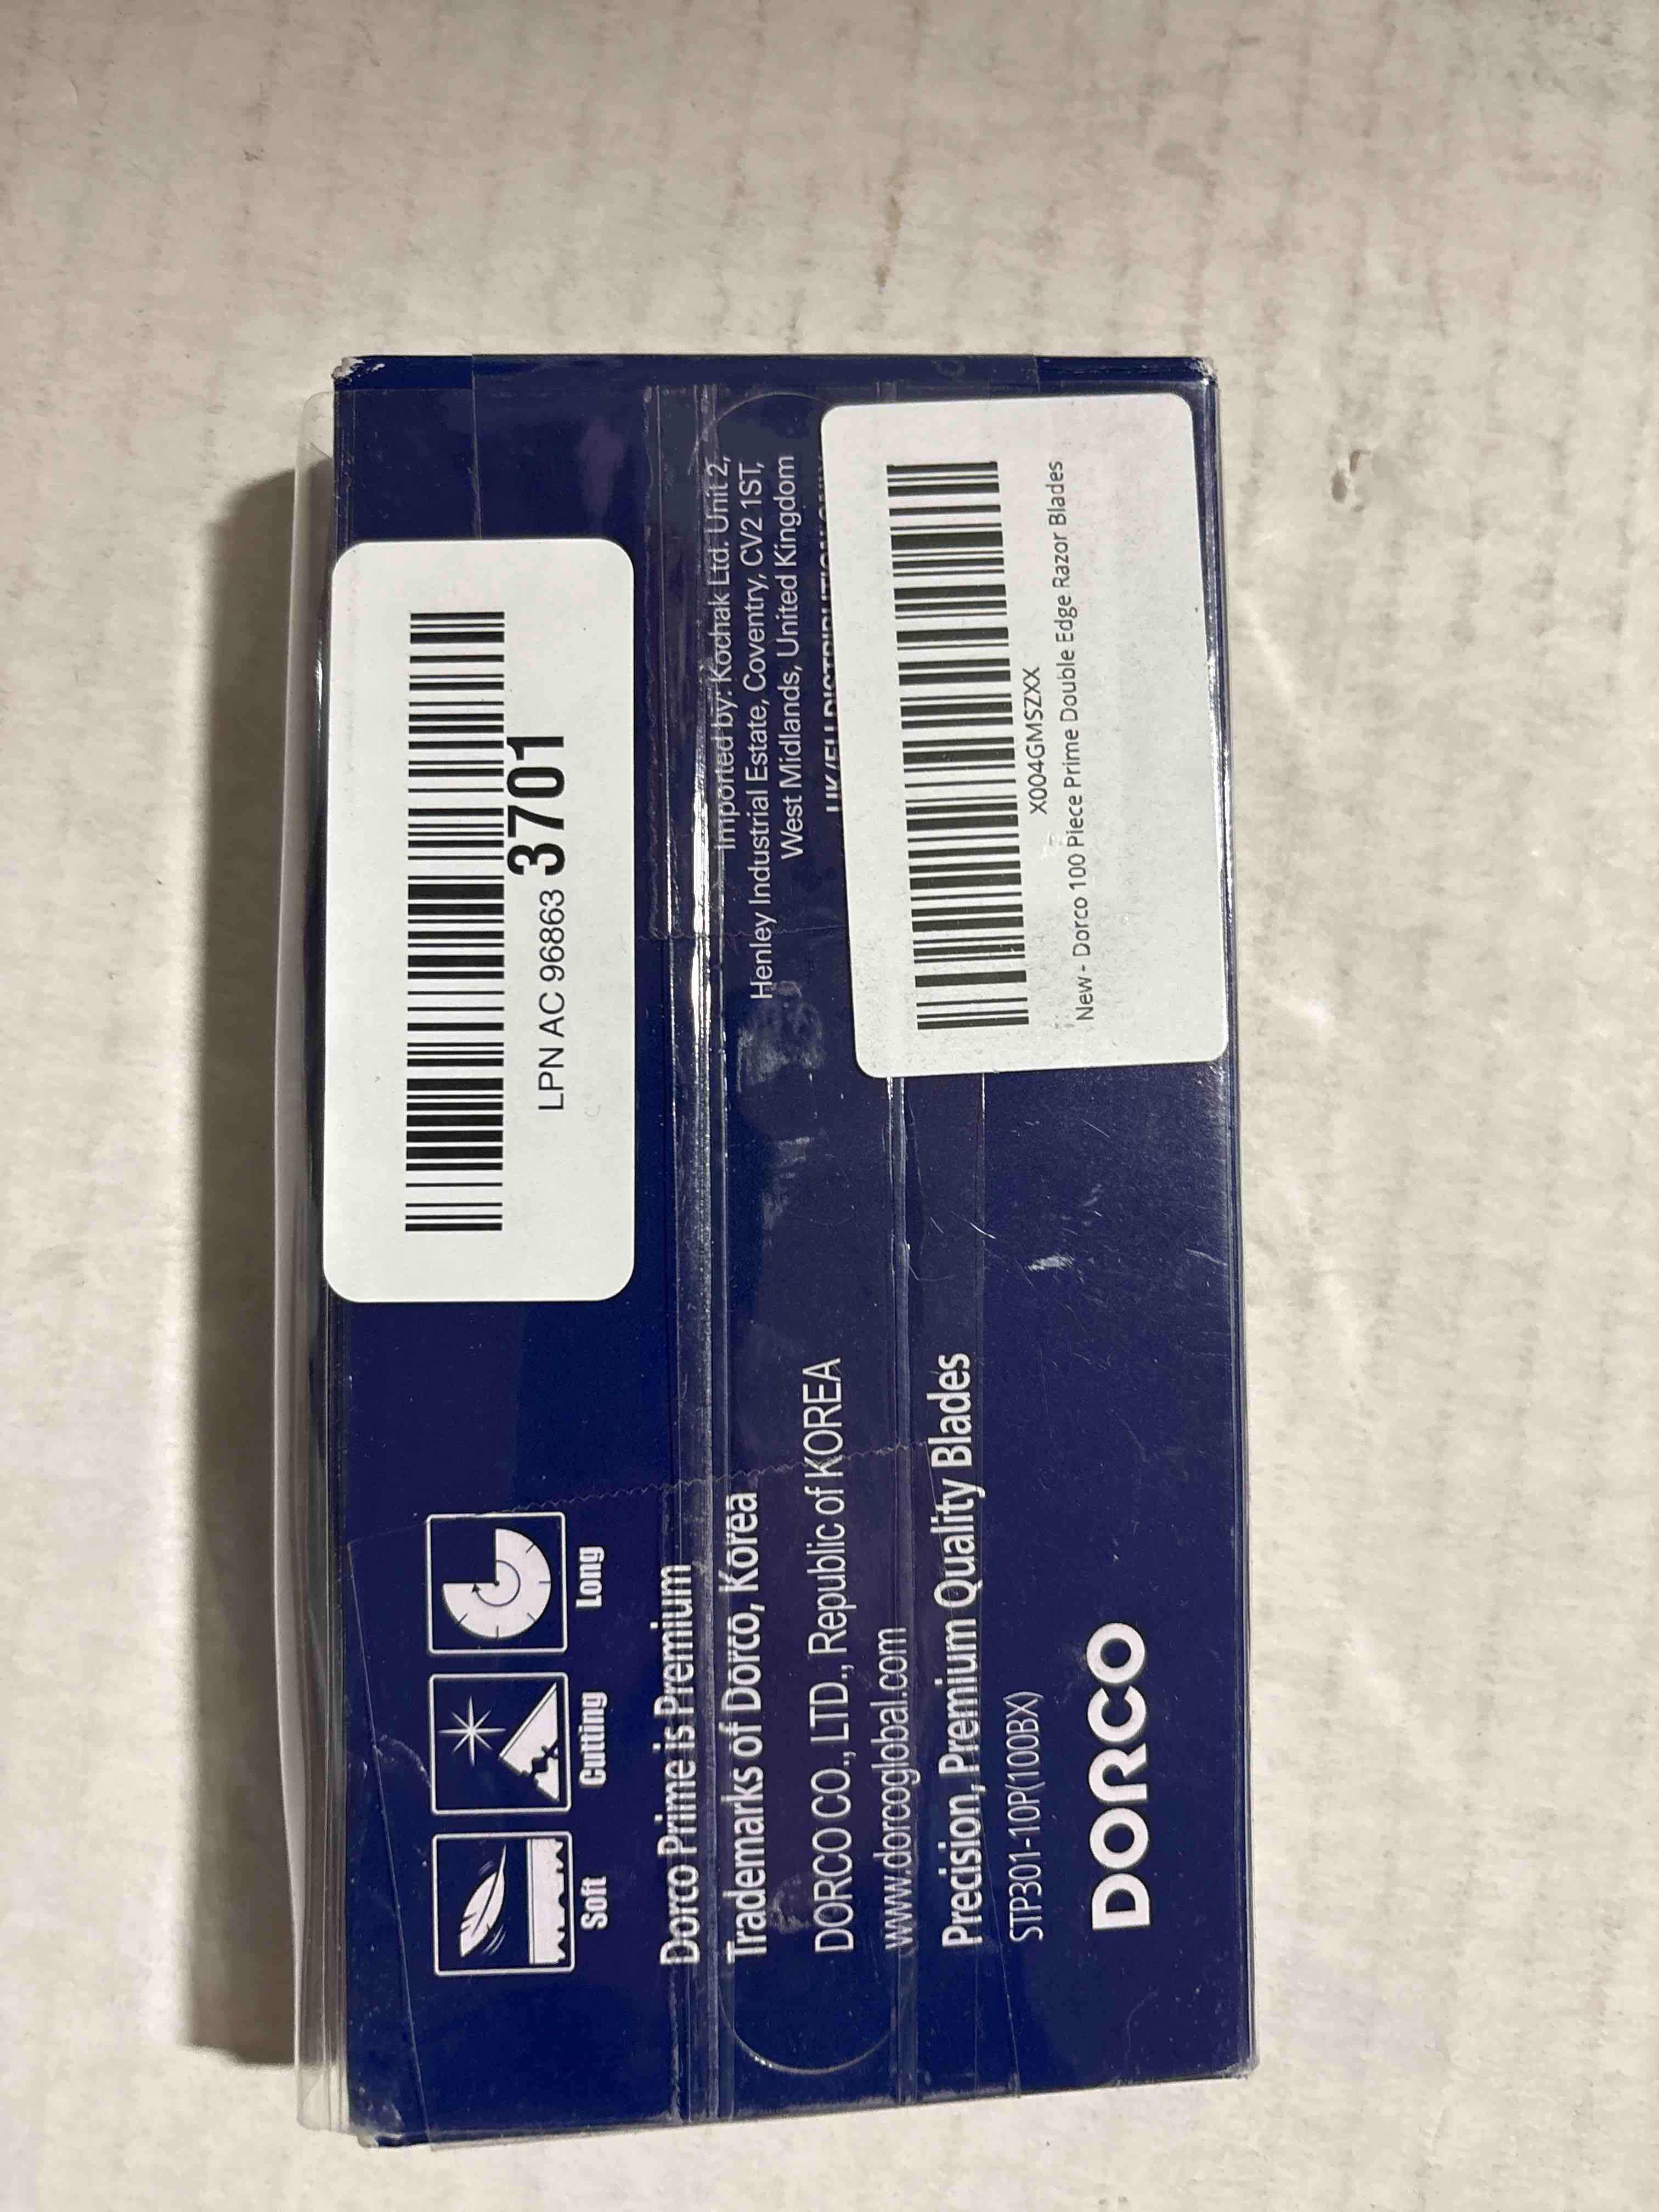 Soft
Cutting
Long
LPN AC 96863 3701
Dorco Prime is Premium
Trademarks of Dorco, Korea
DORCO CO., LTD., Republic of KOREA
www.dorcoglobal.com
Precision, Premium Quality Blades
STP301-10P(100BX)
DORCO
Imported by: Kochak Ltd. Unit 2,
Henley Industrial Estate, Coventry, CV2 1ST,
West Midlands, United Kingdom
X004GMSZXX
New - Dorco 100 Piece Prime Double Edge Razor Blades